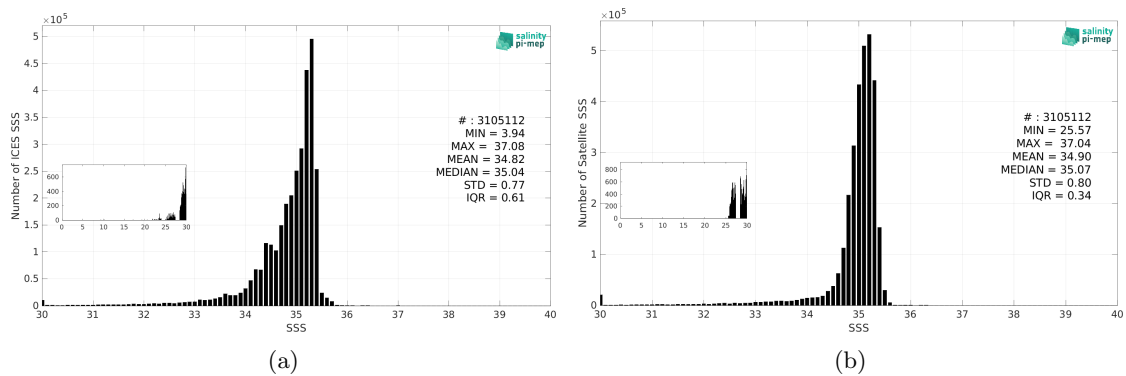 ×10⁵
5
4.5
4
3.5
3
2.5
2
1.5
1
0.5
0
Number of ICES SSS
salinity
pi-mep
# : 3105112
MIN = 3.94
MAX = 37.08
MEAN = 34.82
MEDIAN = 35.04
STD = 0.77
IQR = 0.61
600
400
200
0
0 5 10 15 20 25 30
30 31 32 33 34 35 36 37 38 39 40
SSS
(a)
×10⁵
5
4
3
2
1
0
Number of Satellite SSS
salinity
pi-mep
# : 3105112
MIN = 25.57
MAX = 37.04
MEAN = 34.90
MEDIAN = 35.07
STD = 0.80
IQR = 0.34
800
600
400
200
0
0 5 10 15 20 25 30
30 31 32 33 34 35 36 37 38 39 40
SSS
(b)